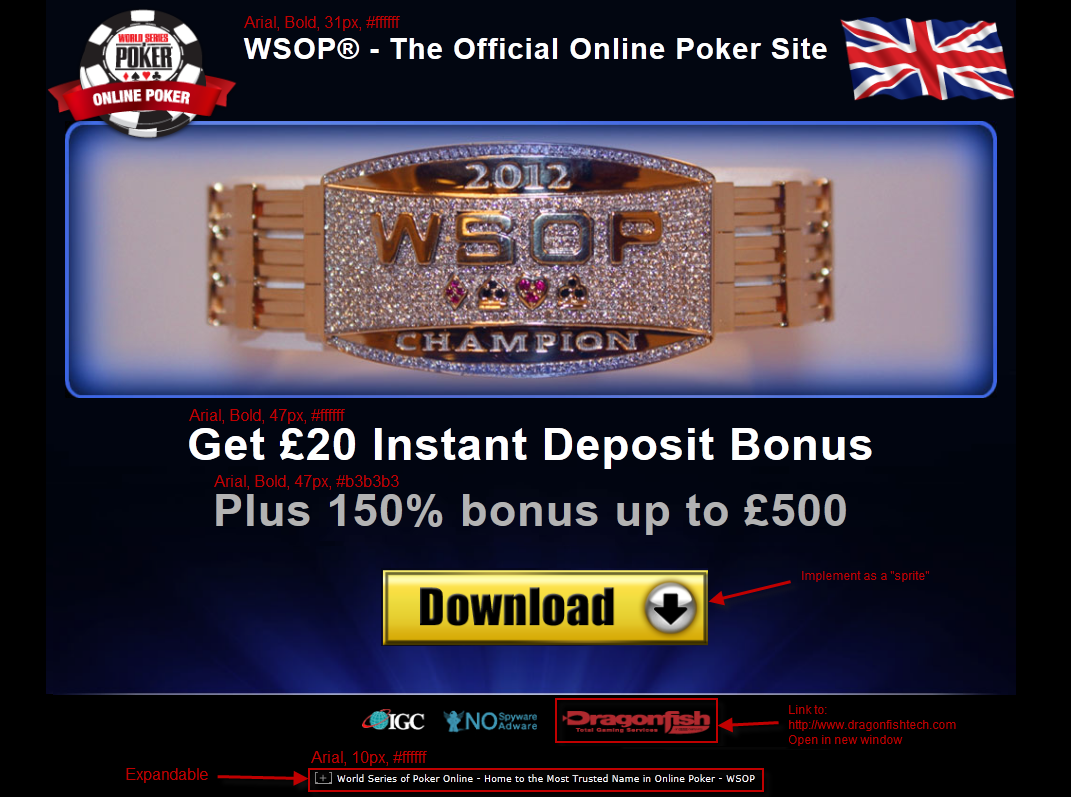 Arial, Bold, 31px, #ffffff
WSOP® - The Official Online Poker Site
WORLD SERIES
POKER
ONLINE POKER
2012
WSOP
CHAMPION
Arial, Bold, 47px, #ffffff
Get £20 Instant Deposit Bonus
Arial, Bold, 47px, #b3b3b3
Plus 150% bonus up to £500
Download
Implement as a "sprite"
IGC
NO Spyware
Adware
Dragonfish
Total Gaming Services
Link to:
http://www.dragonfishtech.com
Open in new window
Arial, 10px, #ffffff
Expandable
[+] World Series of Poker Online - Home to the Most Trusted Name in Online Poker - WSOP